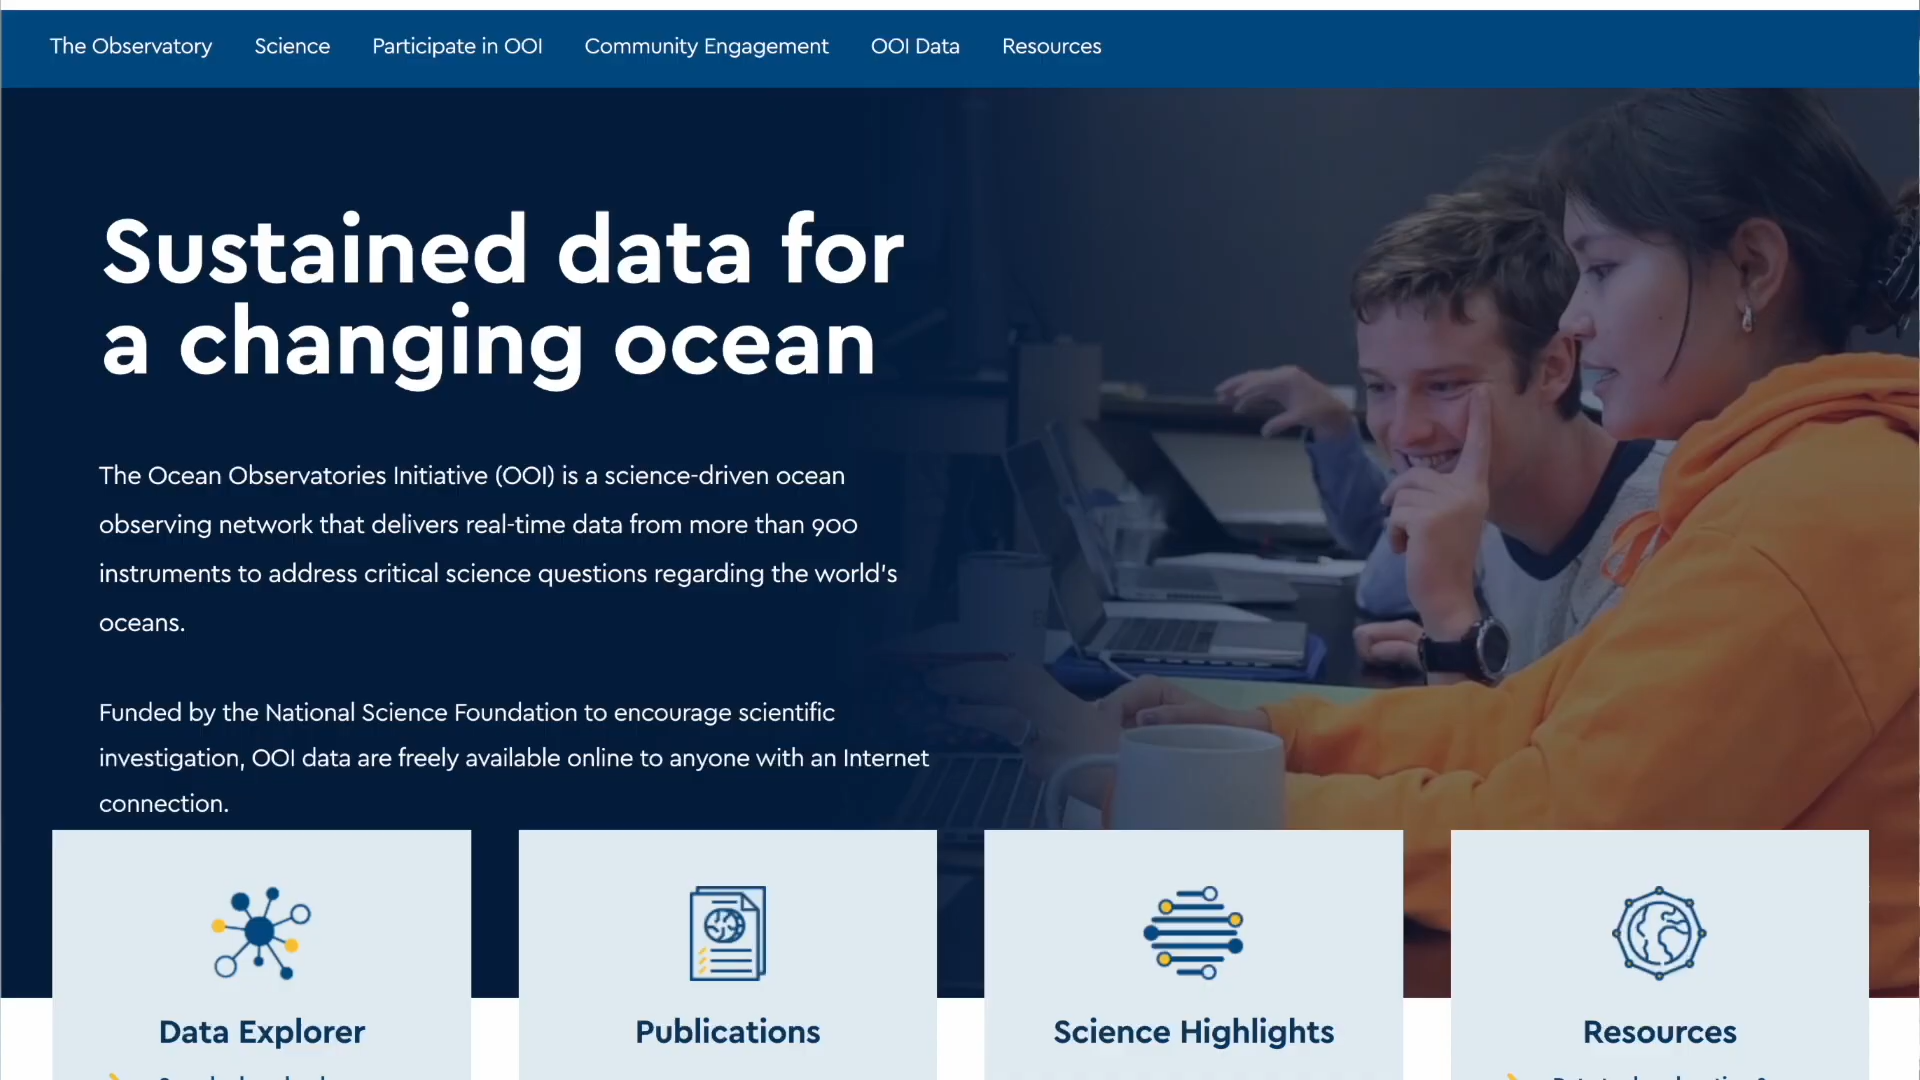 The Observatory Science Participate in OOI Community Engagement OOI Data Resources
Sustained data for
a changing ocean
The Ocean Observatories Initiative (OOI) is a science-driven ocean
observing network that delivers real-time data from more than 900
instruments to address critical science questions regarding the world's
oceans.
Funded by the National Science Foundation to encourage scientific
investigation, OOI data are freely available online to anyone with an Internet
connection.
Data Explorer
Publications
Science Highlights
Resources